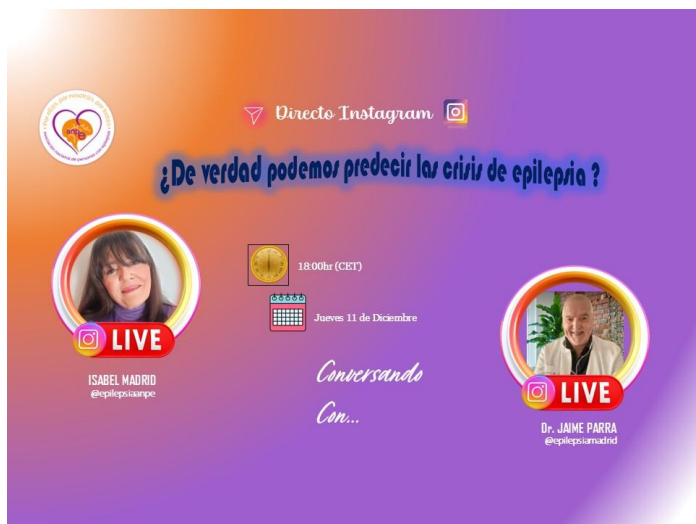 Directo Instagram
¿De verdad podemos predecir las crisis de epilepsia ?
anpe
18:00hr (CET)
Jueves 11 de Diciembre
LIVE
ISABEL MADRID
@epilepsiaanpe
Conversando
Con...
LIVE
Dr. JAIME PARRA
@epilepsiamadrid